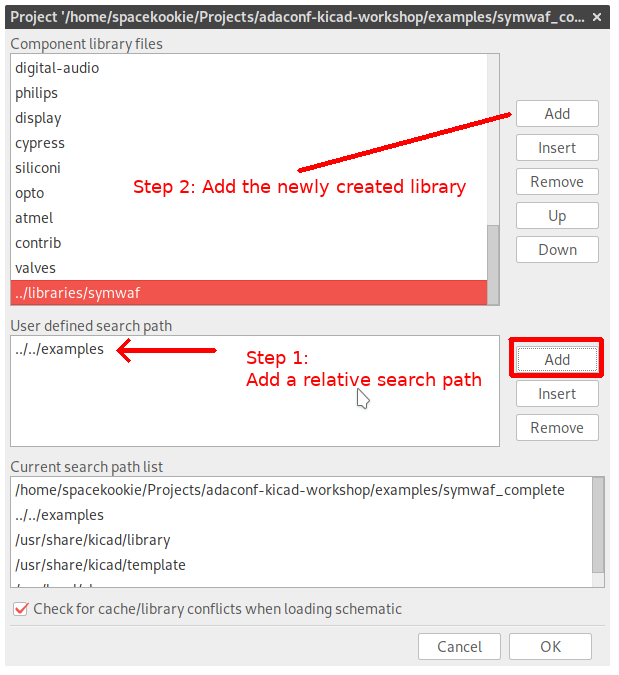 Project '/home/spacekookie/Projects/adaconf-kicad-workshop/examples/symwaf_co... ×
Component library files
digital-audio
philips
display
cypress
siliconi
opto
atmel
contrib
valves
../libraries/symwaf
Add
Insert
Remove
Up
Down
Step 2: Add the newly created library
User defined search path
../../examples
Step 1:
Add a relative search path
Add
Insert
Remove
Current search path list
/home/spacekookie/Projects/adaconf-kicad-workshop/examples/symwaf_complete
../../examples
/usr/share/kicad/library
/usr/share/kicad/template
Check for cache/library conflicts when loading schematic
Cancel
OK